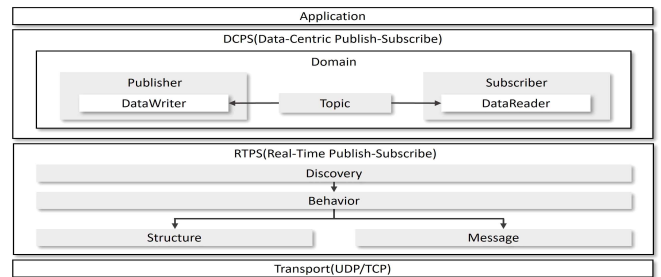 Application
DCPS(Data-Centric Publish-Subscribe)
Domain
Publisher
Subscriber
DataWriter
Topic
DataReader
RTPS(Real-Time Publish-Subscribe)
Discovery
Behavior
Structure
Message
Transport(UDP/TCP)